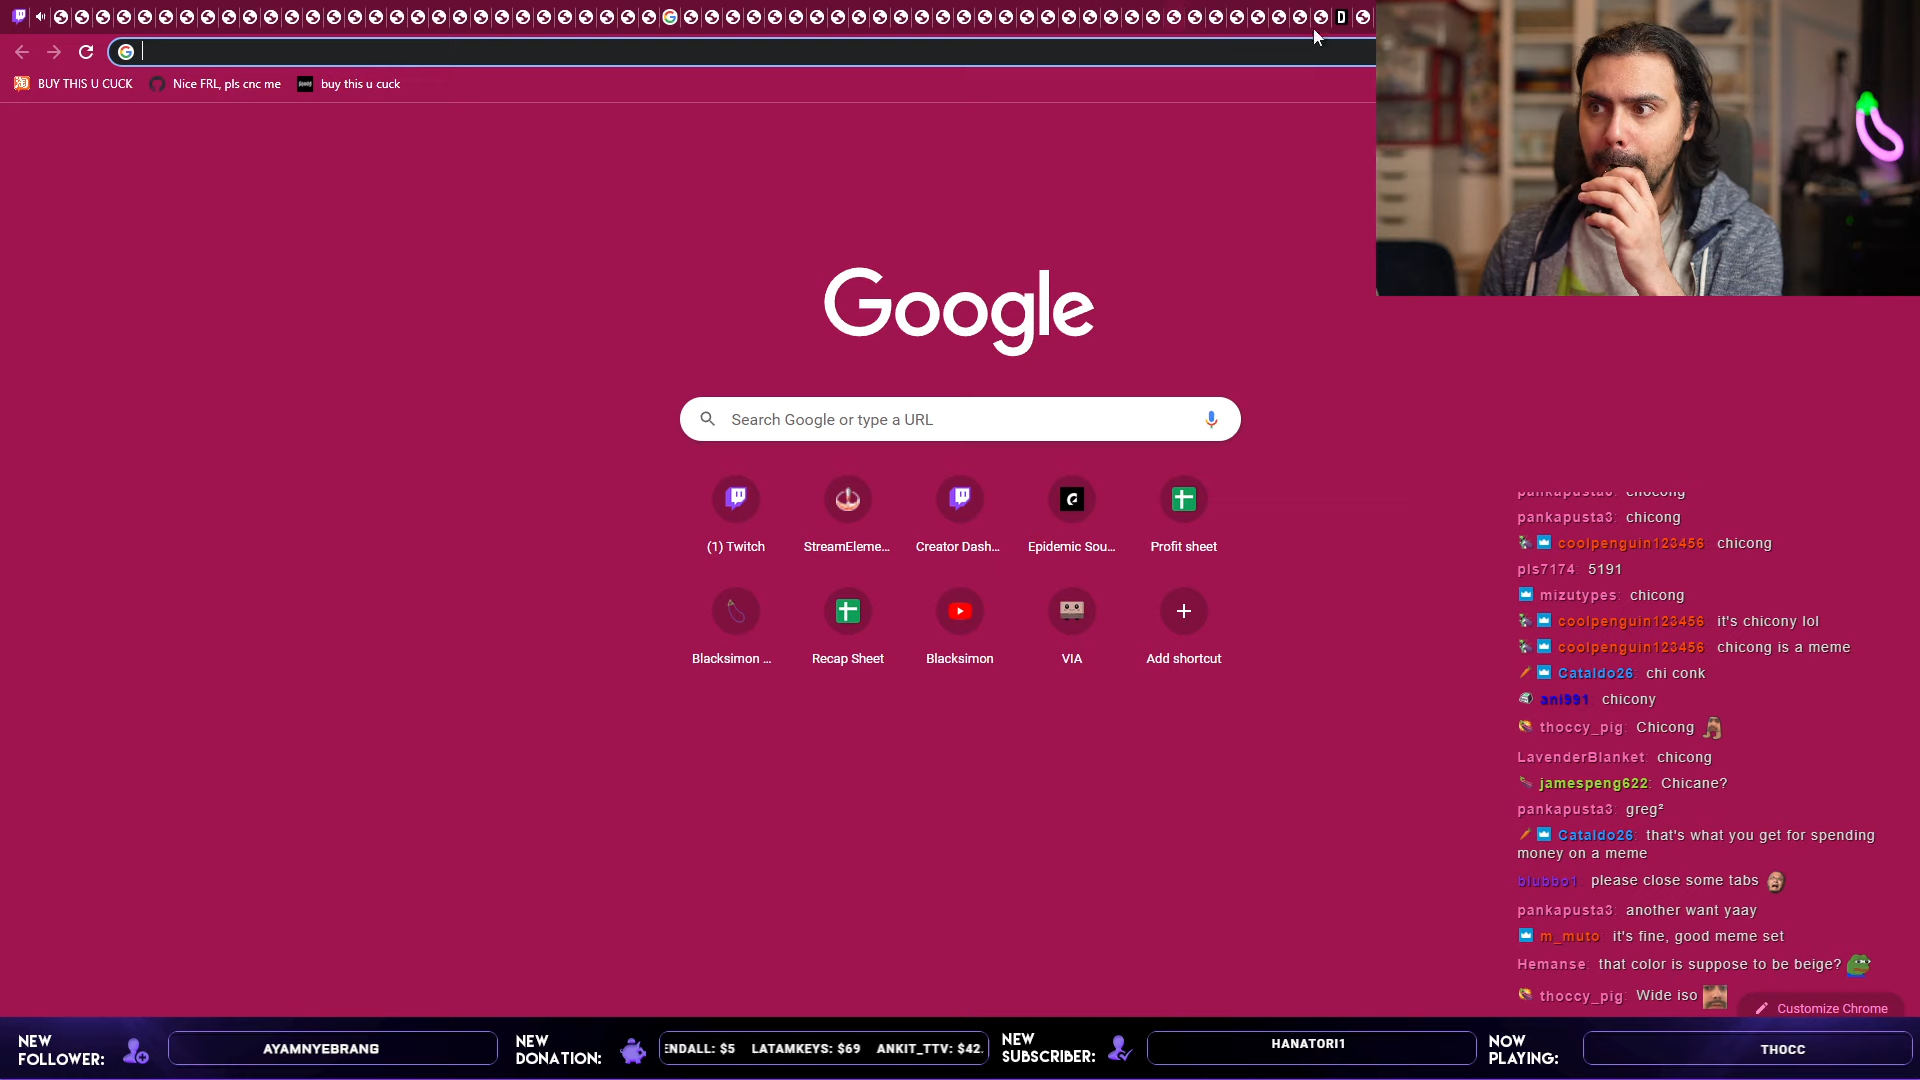 D
BUY THIS U CUCK
Nice FRL, pls cnc me
buy this u cuck
Google
Search Google or type a URL
(1) Twitch
StreamEleme...
Creator Dash...
Epidemic Sou...
Profit sheet
Blacksimon ...
Recap Sheet
Blacksimon
VIA
Add shortcut
pankapusta3: chicong
pankapusta3: chicong
coolpenguin123456: chicong
pls7174: 5191
mizutypes: chicong
coolpenguin123456: it's chicony lol
coolpenguin123456: chicong is a meme
Cataldo26: chi conk
ani991: chicony
thoccy_pig: Chicong
LavenderBlanket: chicong
jamespeng622: Chicane?
pankapusta3: greg²
Cataldo26: that's what you get for spending
money on a meme
blubbo1: please close some tabs
pankapusta3: another want yaay
m_muto: it's fine, good meme set
Hemanse: that color is suppose to be beige?
thoccy_pig: Wide iso
Customize Chrome
NEW
FOLLOWER:
AYAMNYEBRANG
NEW
DONATION:
ENDALL: $5 LATAMKEYS: $69 ANKIT_TTV: $42.
NEW
SUBSCRIBER:
HANATORI1
NOW
PLAYING:
THOCC